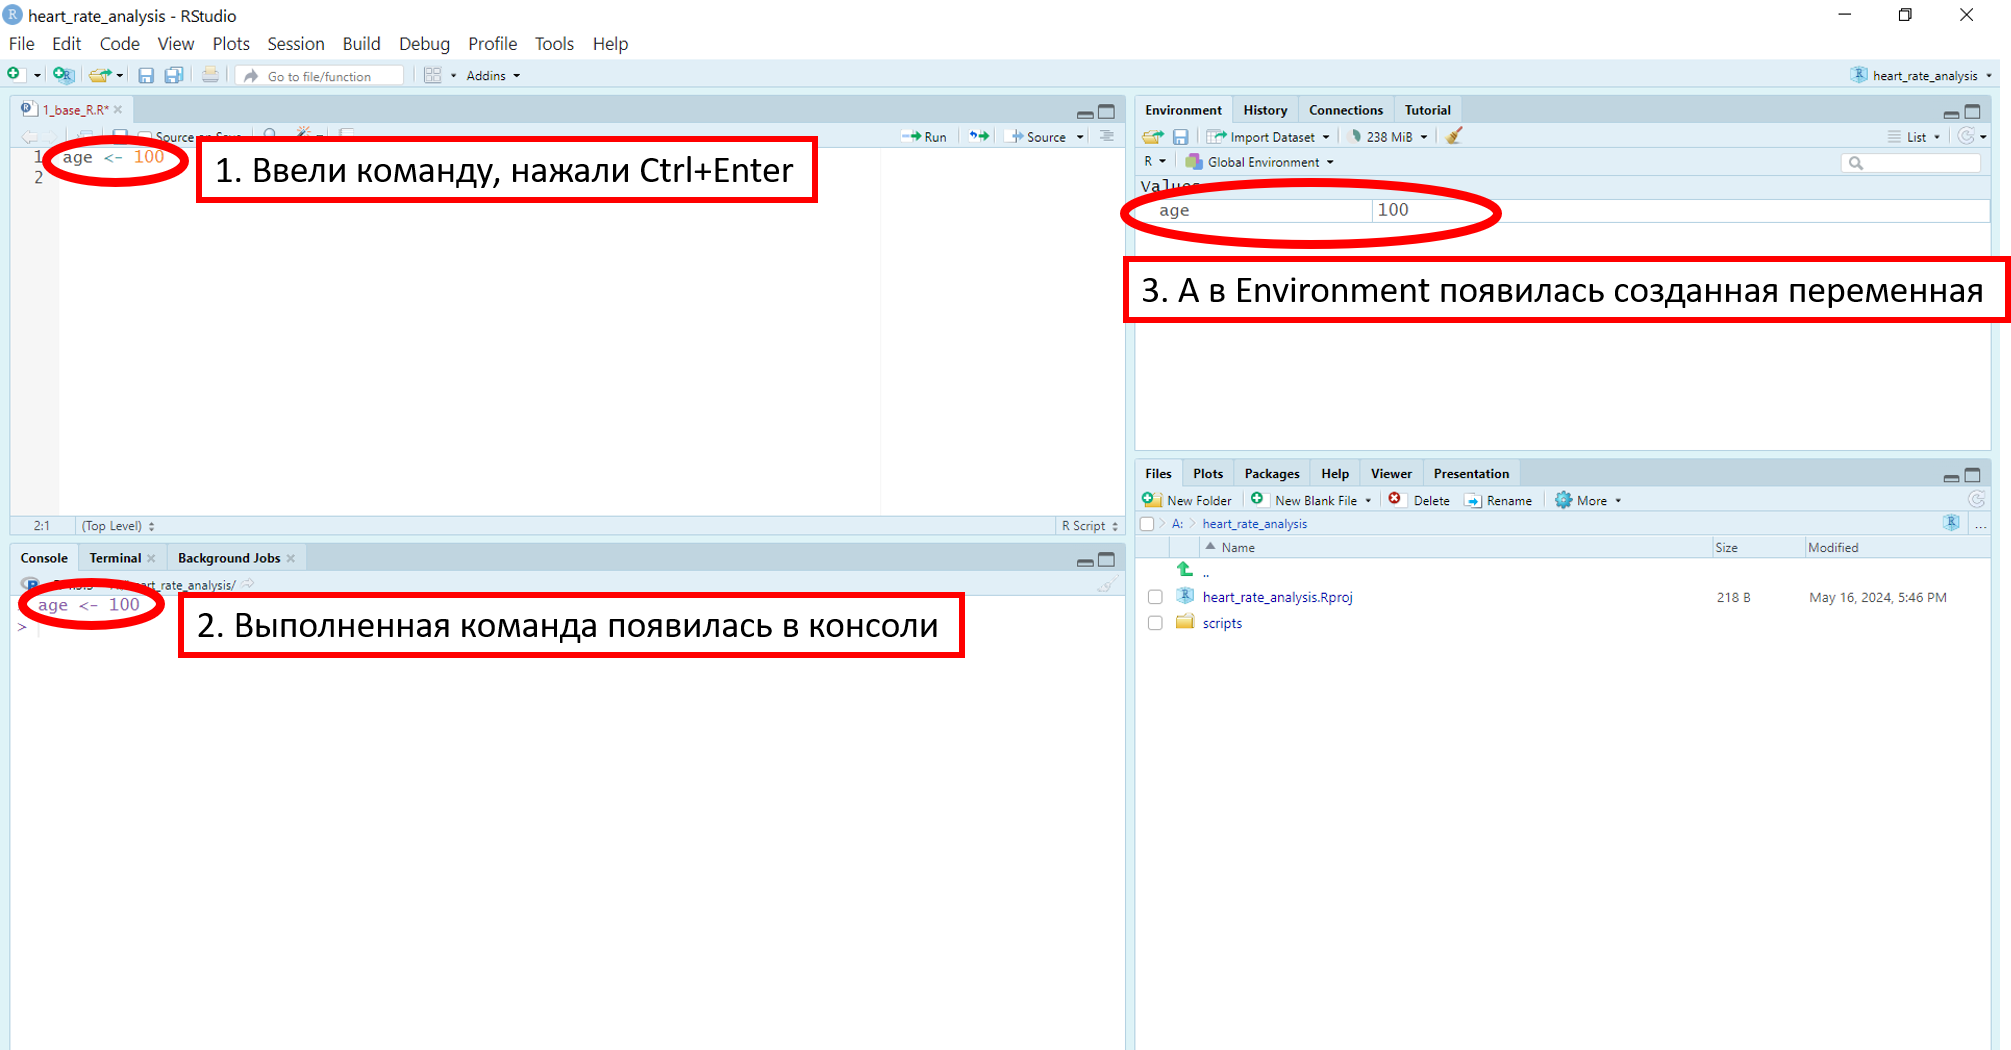 heart_rate_analysis - RStudio
File Edit Code View Plots Session Build Debug Profile Tools Help
Go to file/function Addins heart_rate_analysis
1_base_R.R*
Source on Save Run Source
1 age <- 100
2
1. Ввели команду, нажали Ctrl+Enter
2:1 (Top Level) R Script
Console Terminal Background Jobs
rt_rate_analysis/
age <- 100
>
2. Выполненная команда появилась в консоли
Environment History Connections Tutorial
Import Dataset 238 MiB List
R Global Environment
Values
age 100
3. А в Environment появилась созданная переменная
Files Plots Packages Help Viewer Presentation
New Folder New Blank File Delete Rename More
A: heart_rate_analysis
Name Size Modified
..
heart_rate_analysis.Rproj 218 B May 16, 2024, 5:46 PM
scripts